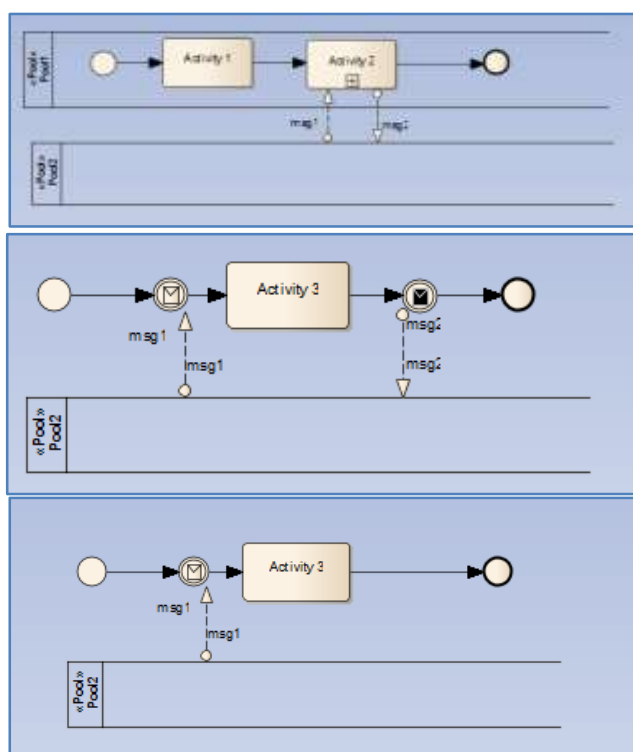 «Pool»
Pool1
Activity 1
Activity 2
msg1
msg2
«Pool»
Pool2
Activity 3
msg1
msg2
msg1
msg2
«Pool»
Pool2
Activity 3
msg1
msg1
«Pool»
Pool2